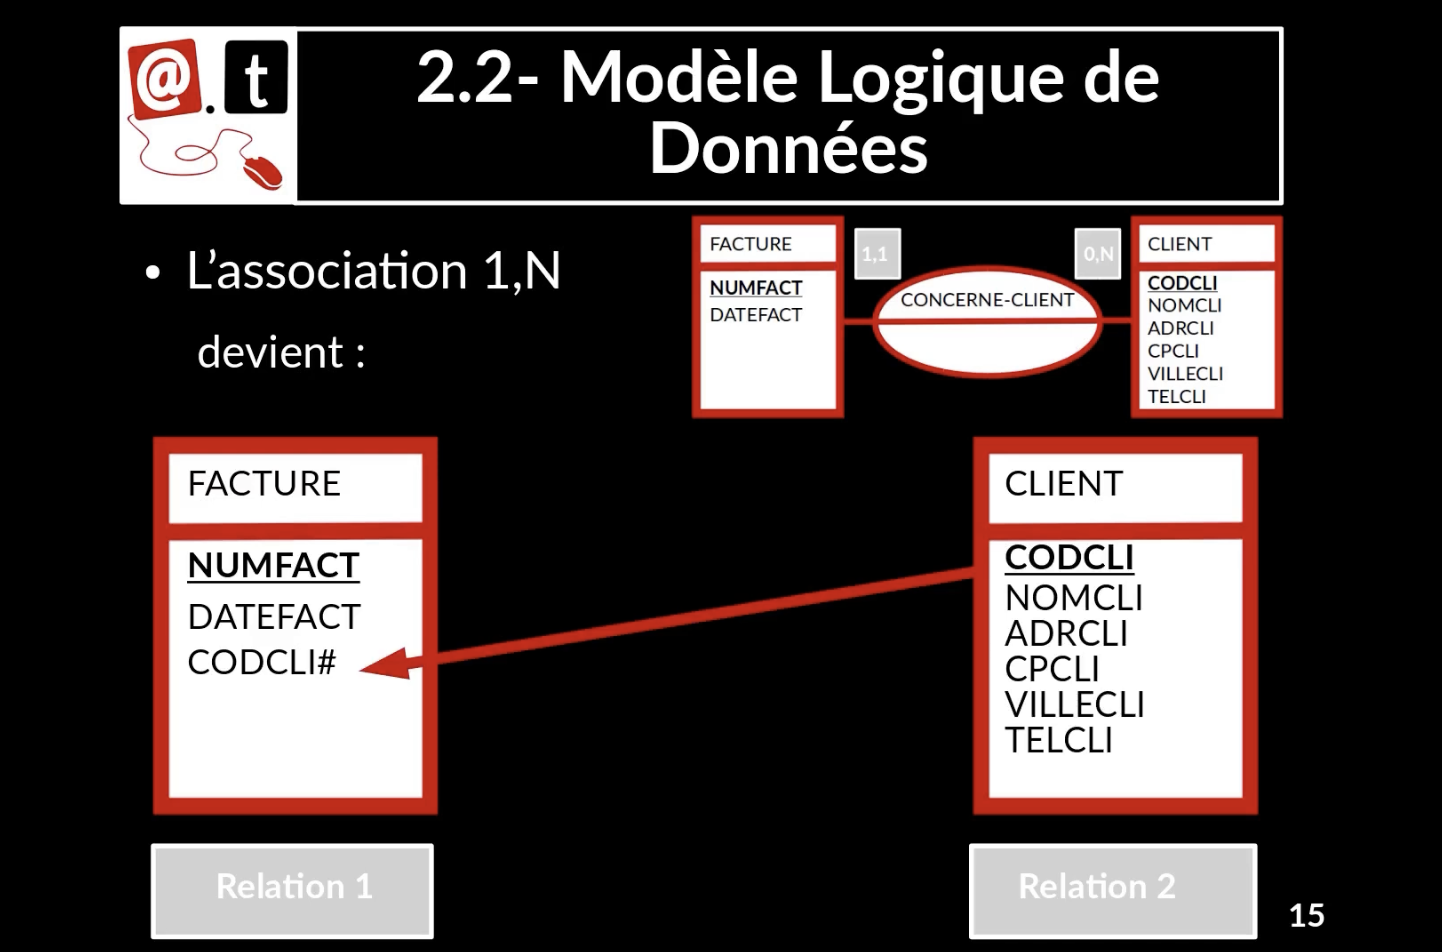 @.t
2.2- Modèle Logique de
Données
• L’association 1,N
devient :
FACTURE
NUMFACT
DATEFACT
1,1
CONCERNE-CLIENT
0,N
CLIENT
CODCLI
NOMCLI
ADRCLI
CPCLI
VILLECLI
TELCLI
FACTURE
NUMFACT
DATEFACT
CODCLI#
CLIENT
CODCLI
NOMCLI
ADRCLI
CPCLI
VILLECLI
TELCLI
Relation 1
Relation 2
15